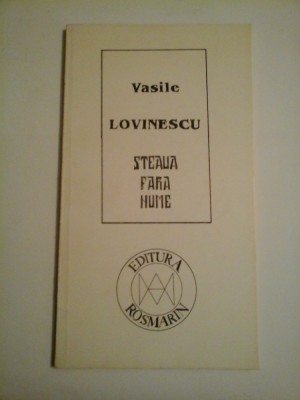 Vasile
LOVINESCU
STEAUA
FARA
NUME
EDITURA
ROSMARIN